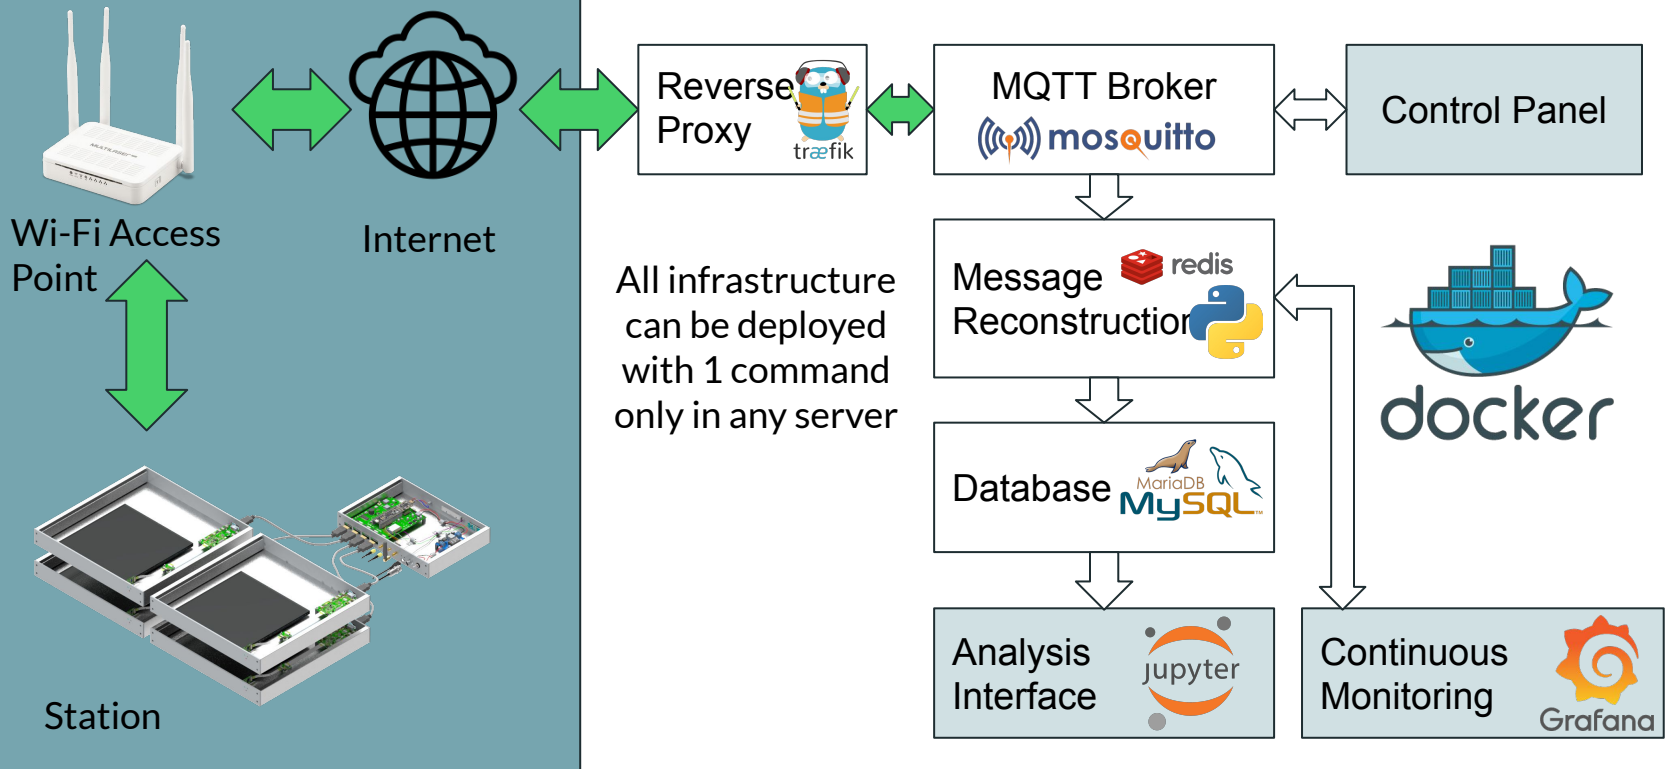 Wi-Fi Access
Point
Internet
Station
MULTILASER
Reverse
Proxy
træfik
MQTT Broker
mosquitto
Control Panel
All infrastructure
can be deployed
with 1 command
only in any server
Message
Reconstruction
redis
docker
Database
MariaDB
MySQL
Analysis
Interface
jupyter
Continuous
Monitoring
Grafana